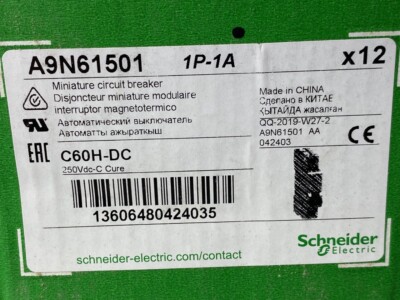 A9N61501 1P-1A x12
Miniature circuit breaker
Disjoncteur miniature modulaire
interruptor magnetotermico
Автоматический выключатель
Автоматты ажыратқыш
Made in CHINA
Сделано в КИТАЕ
ҚЫТАЙДА жасалған
QQ-2019-W27-2
A9N61501 AA
042403
CE
EAC
C60H-DC
250Vdc-C Cure
13606480424035
Schneider
Electric
schneider-electric.com/contact